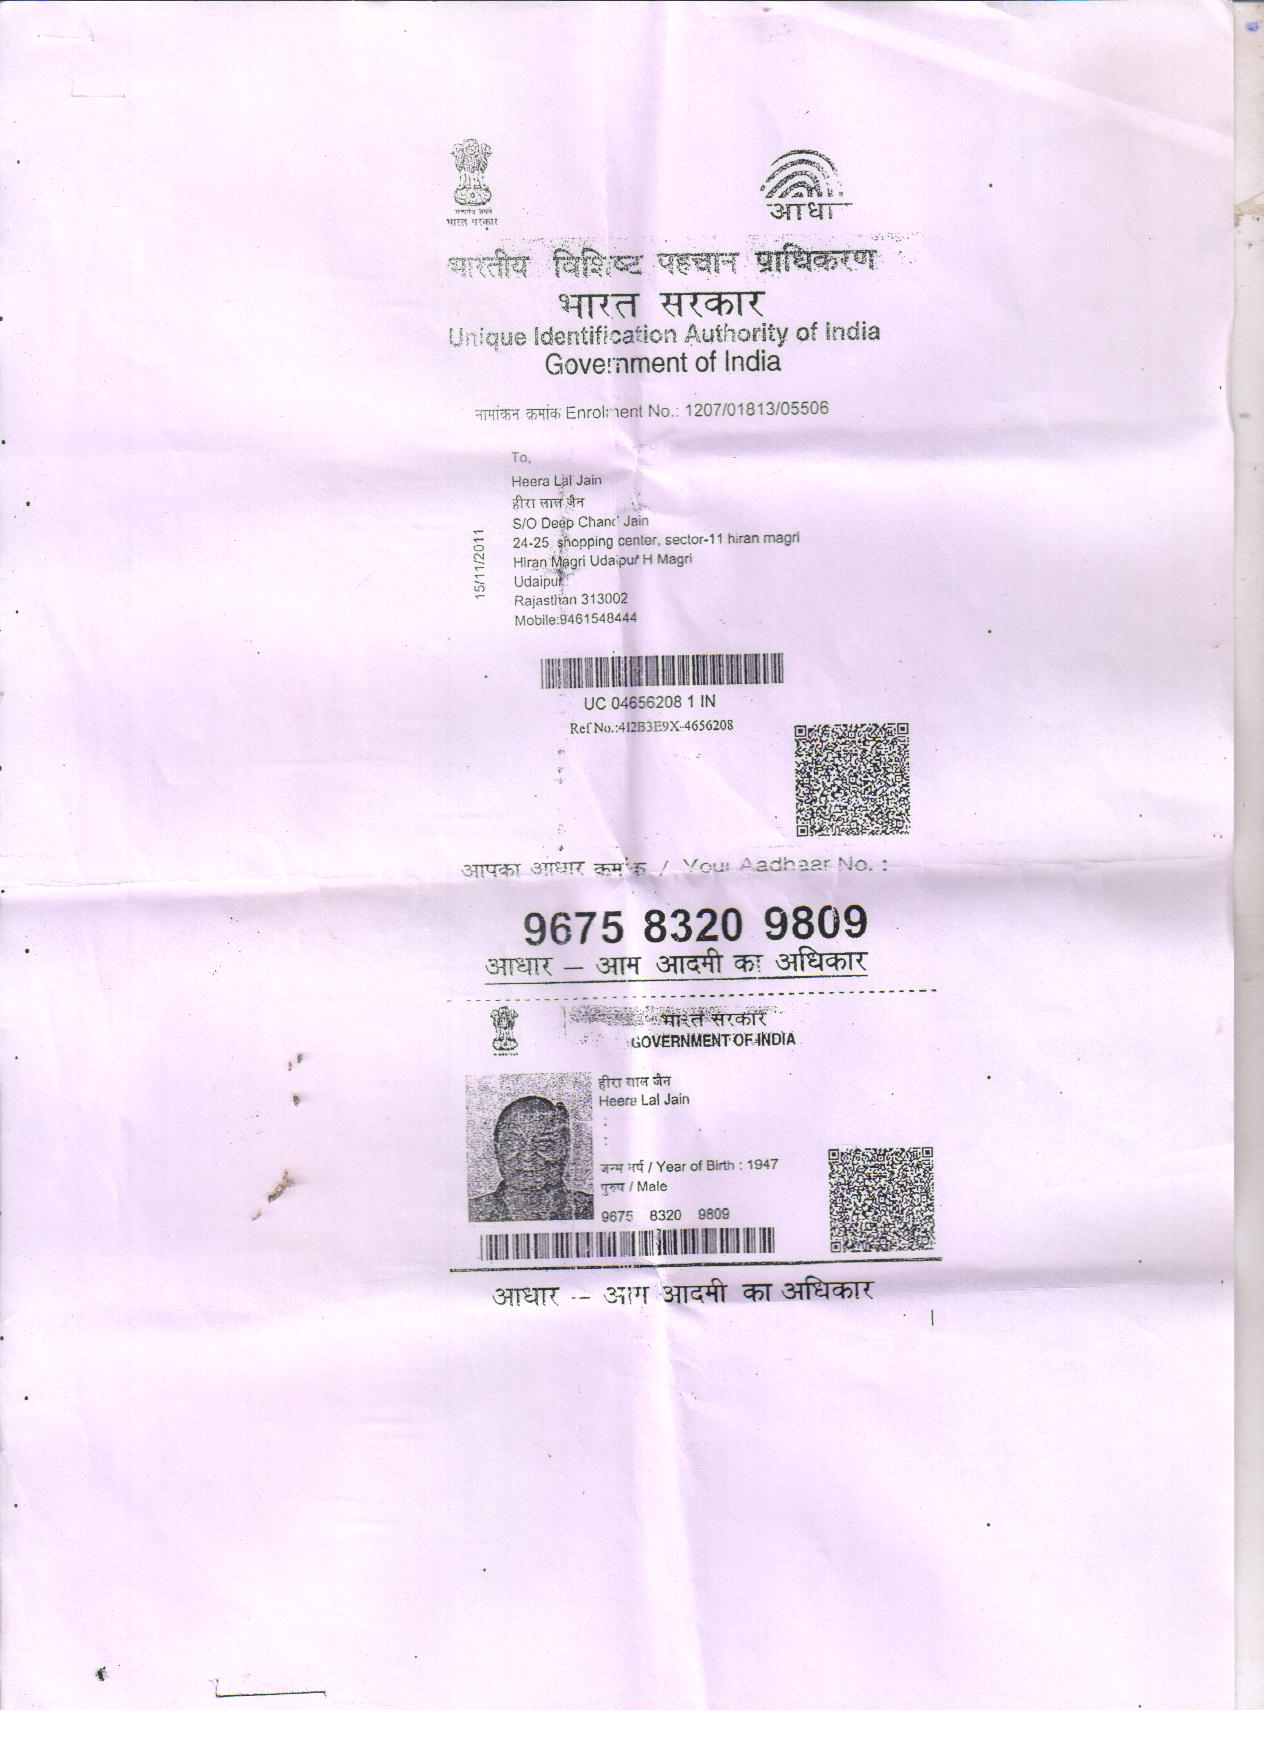 भारत सरकार
आधा
भारतीय विशिष्ट पहचान प्राधिकरण
भारत सरकार
Unique Identification Authority of India
Government of India
नामांकन क्रमांक Enrolment No.: 1207/01813/05506
To,
Heera Lal Jain
हीरा लाल जैन
S/O Deep Chand Jain
24-25 shopping center, sector-11 hiran magri
Hiran Magri Udaipur H Magri
Udaipur
Rajasthan 313002
Mobile:9461548444
15/11/2011
UC 04656208 1 IN
Ref No.:412B3E9X-4656208
आपका आधार क्रमांक / Your Aadhaar No. :
9675 8320 9809
आधार – आम आदमी का अधिकार
भारत सरकार
GOVERNMENT OF INDIA
हीरा लाल जैन
Heera Lal Jain
:
:
जन्म वर्ष / Year of Birth : 1947
पुरुष / Male
9675 8320 9809
आधार -- आम आदमी का अधिकार